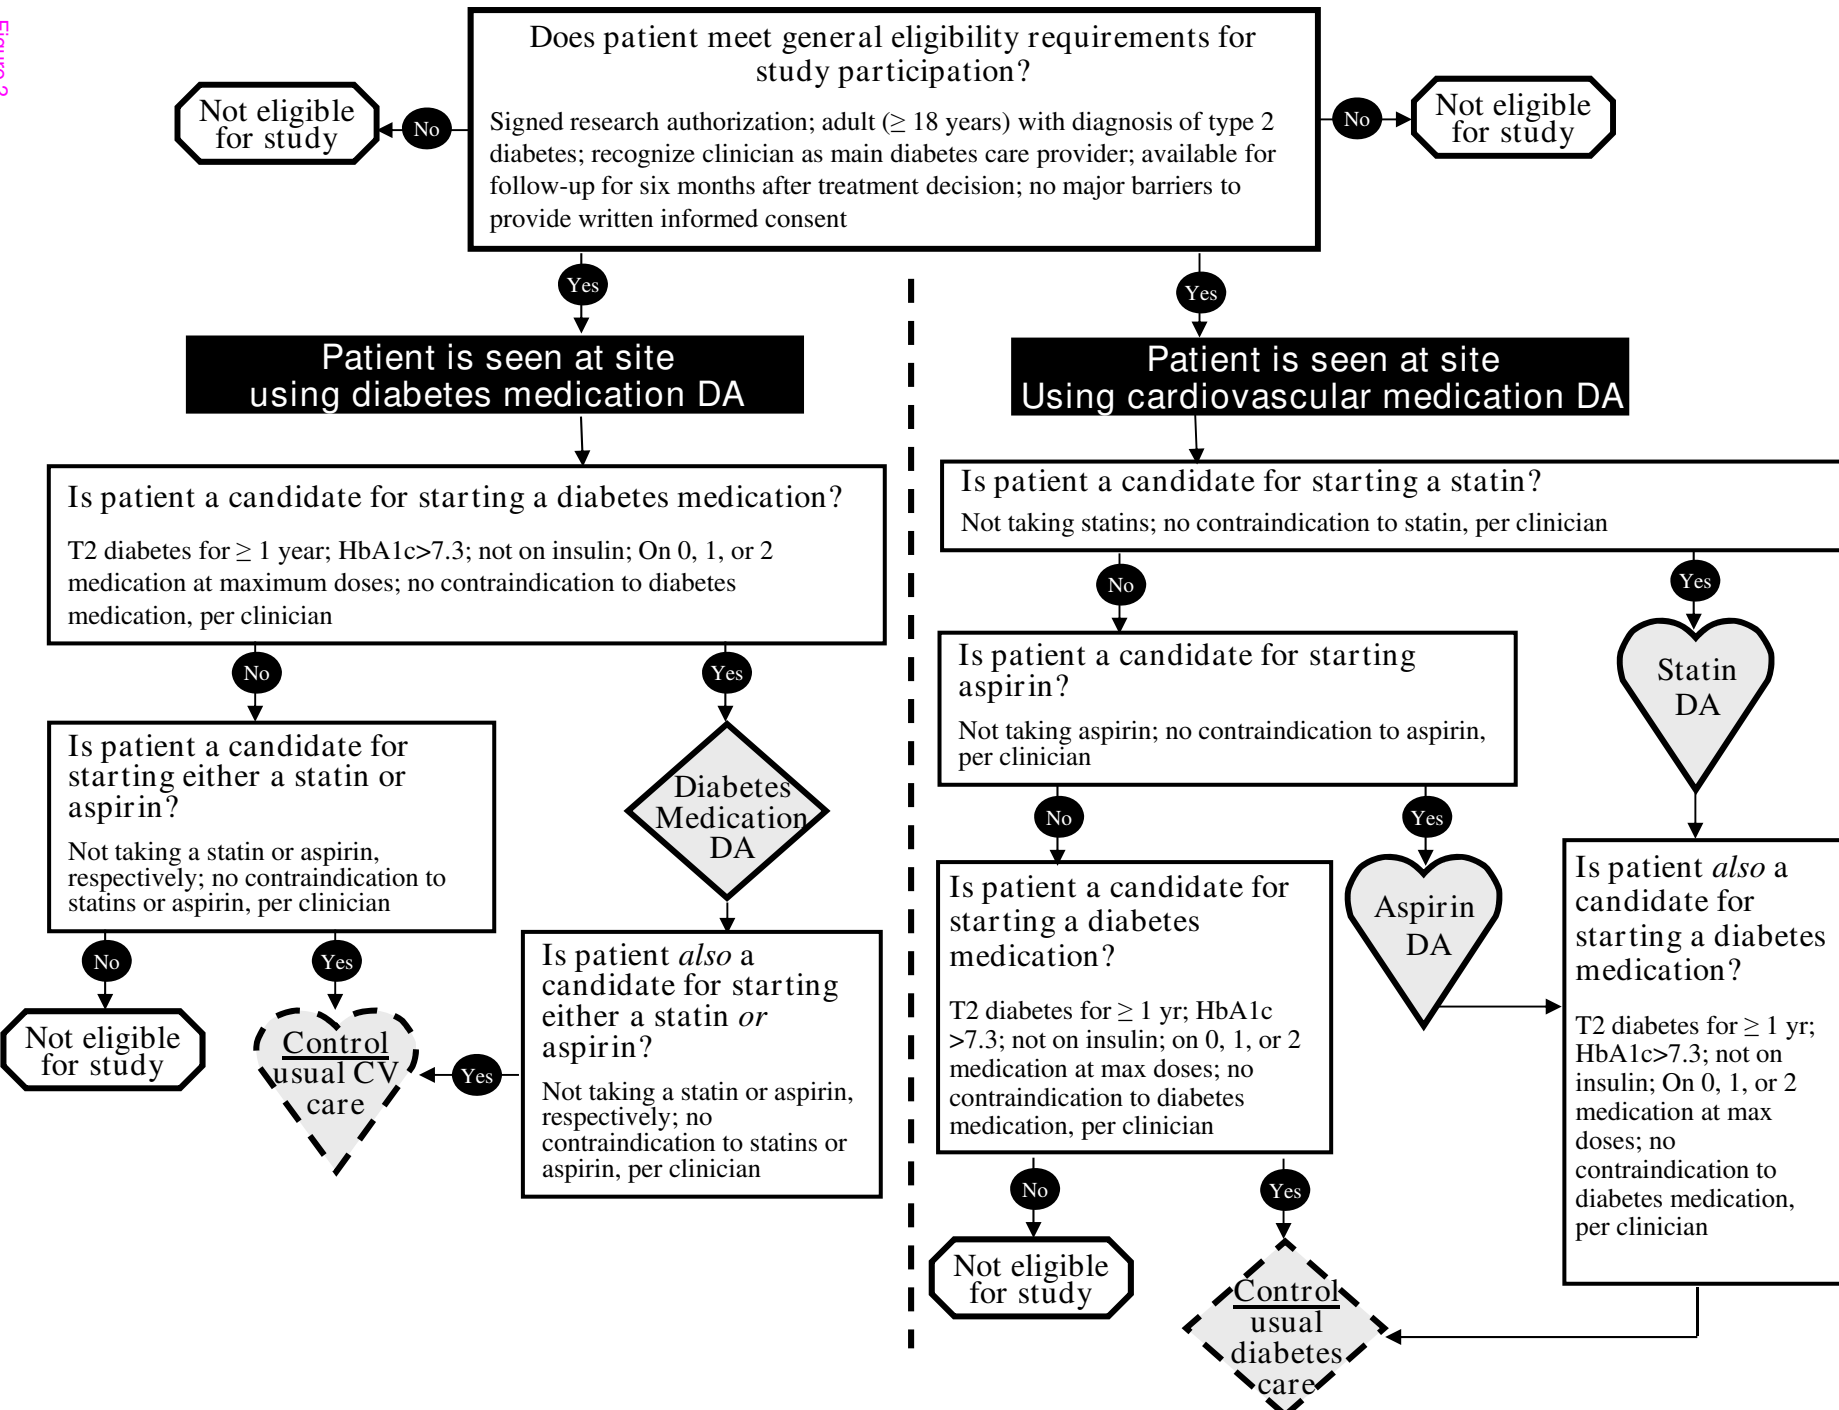 Figure 2
Does patient meet general eligibility requirements for
study participation?
Signed research authorization; adult (≥ 18 years) with diagnosis of type 2
diabetes; recognize clinician as main diabetes care provider; available for
follow-up for six months after treatment decision; no major barriers to
provide written informed consent
No
Not eligible
for study
No
Not eligible
for study
Yes
Yes
Patient is seen at site
using diabetes medication DA
Is patient a candidate for starting a diabetes medication?
T2 diabetes for ≥ 1 year; HbA1c>7.3; not on insulin; On 0, 1, or 2
medication at maximum doses; no contraindication to diabetes
medication, per clinician
No
Yes
Is patient a candidate for
starting either a statin or
aspirin?
Not taking a statin or aspirin,
respectively; no contraindication to
statins or aspirin, per clinician
Diabetes
Medication
DA
No
Yes
Not eligible
for study
Control
usual CV
care
Yes
Is patient also a
candidate for starting
either a statin or
aspirin?
Not taking a statin or aspirin,
respectively; no
contraindication to statins or
aspirin, per clinician
Patient is seen at site
Using cardiovascular medication DA
Is patient a candidate for starting a statin?
Not taking statins; no contraindication to statin, per clinician
No
Yes
Is patient a candidate for starting
aspirin?
Not taking aspirin; no contraindication to aspirin,
per clinician
Statin
DA
No
Yes
Is patient a candidate for
starting a diabetes
medication?
T2 diabetes for ≥ 1 yr; HbA1c
>7.3; not on insulin; on 0, 1, or 2
medication at max doses; no
contraindication to diabetes
medication, per clinician
Aspirin
DA
Is patient also a
candidate for
starting a diabetes
medication?
T2 diabetes for ≥ 1 yr;
HbA1c>7.3; not on
insulin; On 0, 1, or 2
medication at max
doses; no
contraindication to
diabetes medication,
per clinician
No
Yes
Not eligible
for study
Control
usual
diabetes
care